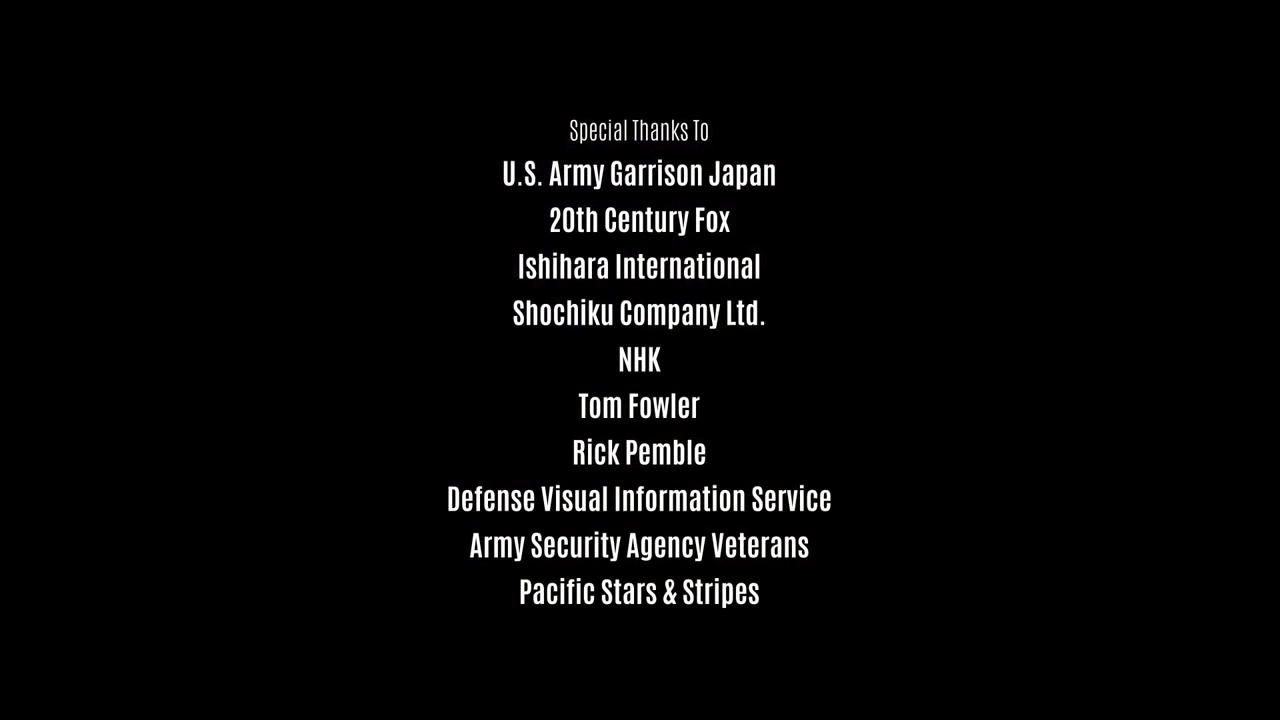 Special Thanks To
U.S. Army Garrison Japan
20th Century Fox
Ishihara International
Shochiku Company Ltd.
NHK
Tom Fowler
Rick Pemble
Defense Visual Information Service
Army Security Agency Veterans
Pacific Stars & Stripes